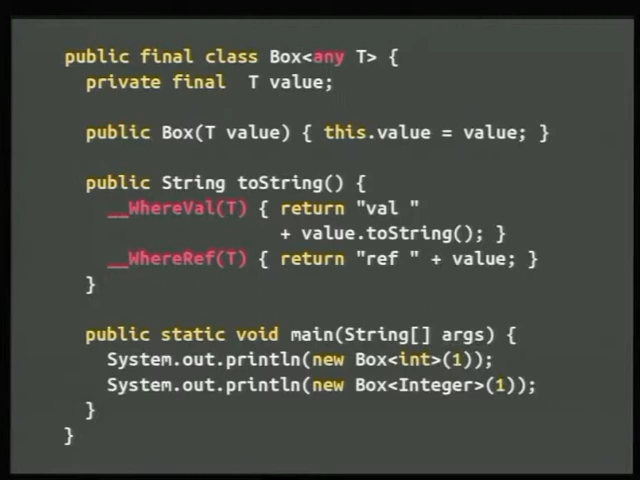 public final class Box<any T> {
private final  T value;
public Box(T value) { this.value = value; }
public String toString() {
__WhereVal(T) { return "val "
+ value.toString(); }
__WhereRef(T) { return "ref " + value; }
}
public static void main(String[] args) {
System.out.println(new Box<int>(1));
System.out.println(new Box<Integer>(1));
}
}